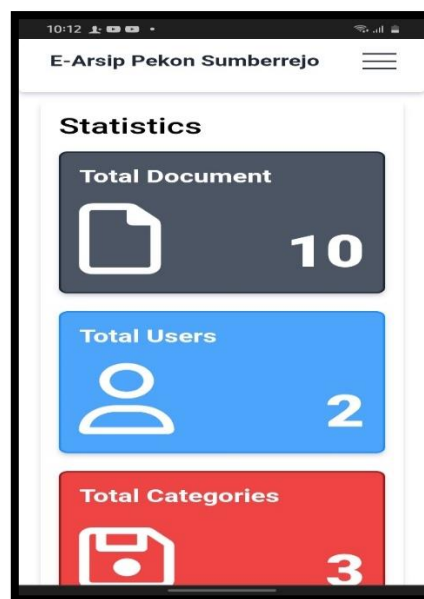 10:12
E-Arsip Pekon Sumberrejo
Statistics
Total Document
10
Total Users
2
Total Categories
3